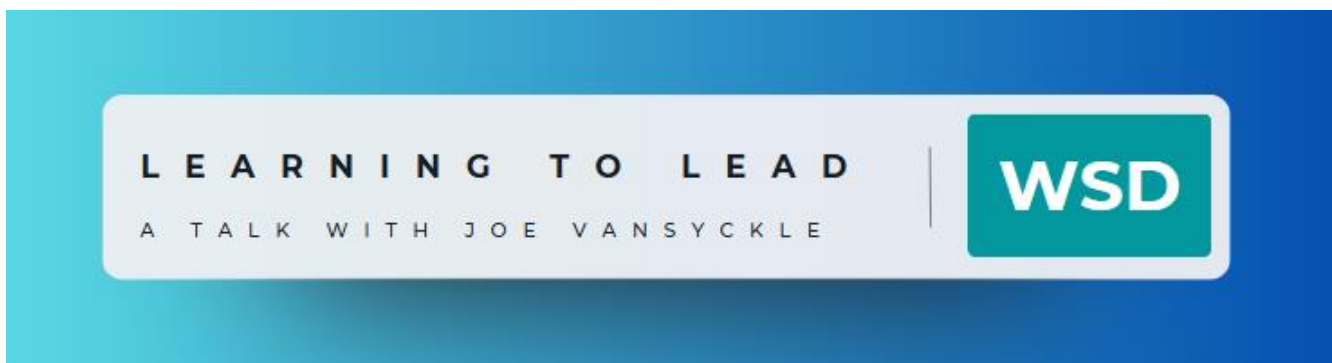 LEARNING TO LEAD
A TALK WITH JOE VANSYCKLE
WSD